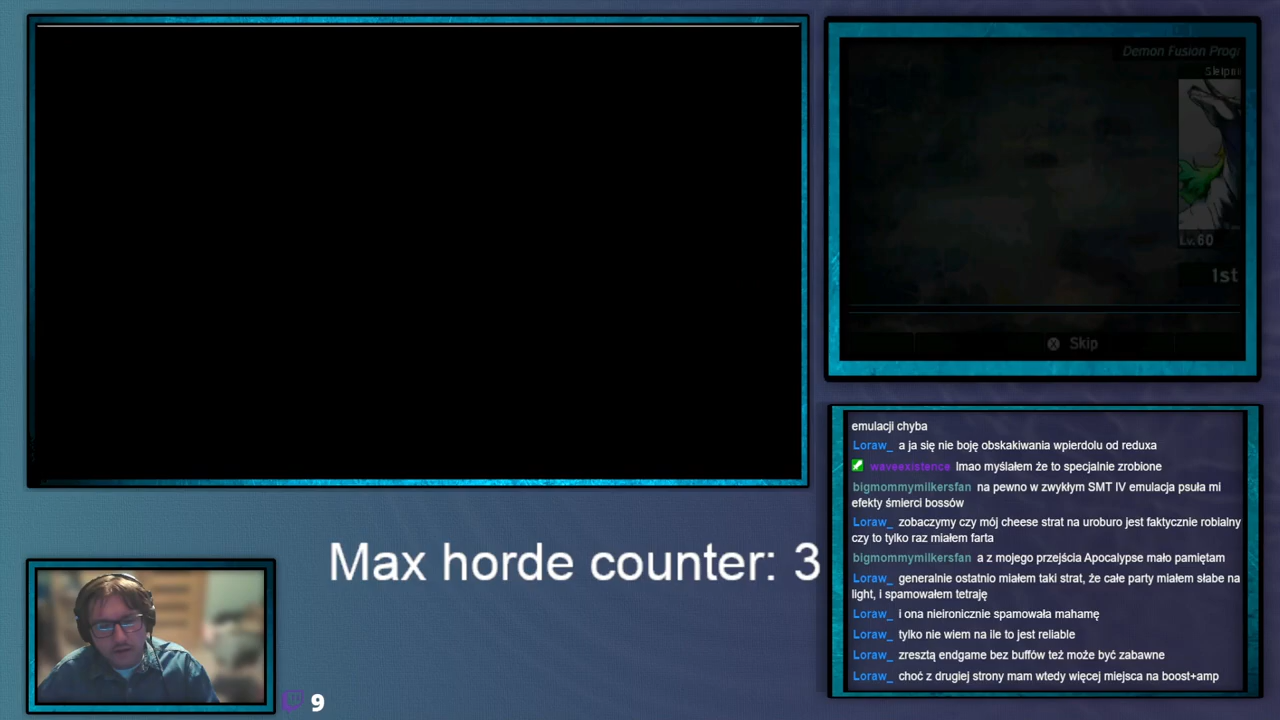 Demon Fusion Progr
Sleipni
Lv.60
1st
Skip
emulacji chyba
Loraw_ a ja się nie boję obskakiwania wpierdolu od reduxa
waveexistence lmao myślałem że to specjalnie zrobione
bigmommymilkersfan na pewno w zwykłym SMT IV emulacja psuła mi
efekty śmierci bossów
Loraw_ zobaczymy czy mój cheese strat na uroburo jest faktycznie robialny
czy to tylko raz miałem farta
bigmommymilkersfan a z mojego przejścia Apocalypse mało pamiętam
Loraw_ generalnie ostatnio miałem taki strat, że całe party miałem słabe na
light, i spamowałem tetraję
Loraw_ i ona nieironicznie spamowała mahamę
Loraw_ tylko nie wiem na ile to jest reliable
Loraw_ zresztą endgame bez buffów też może być zabawne
Loraw_ choć z drugiej strony mam wtedy więcej miejsca na boost+amp
Max horde counter: 3
9